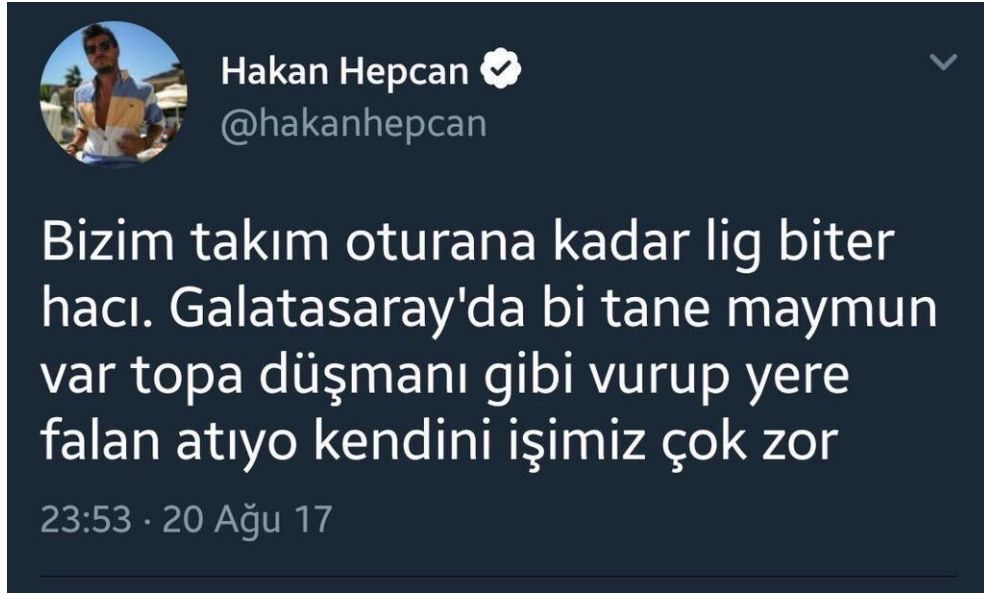 Hakan Hepcan
@hakanhepcan
Bizim takım oturana kadar lig biter
hacı. Galatasaray'da bi tane maymun
var topa düşmanı gibi vurup yere
falan atıyo kendini işimiz çok zor
23:53 · 20 Ağu 17